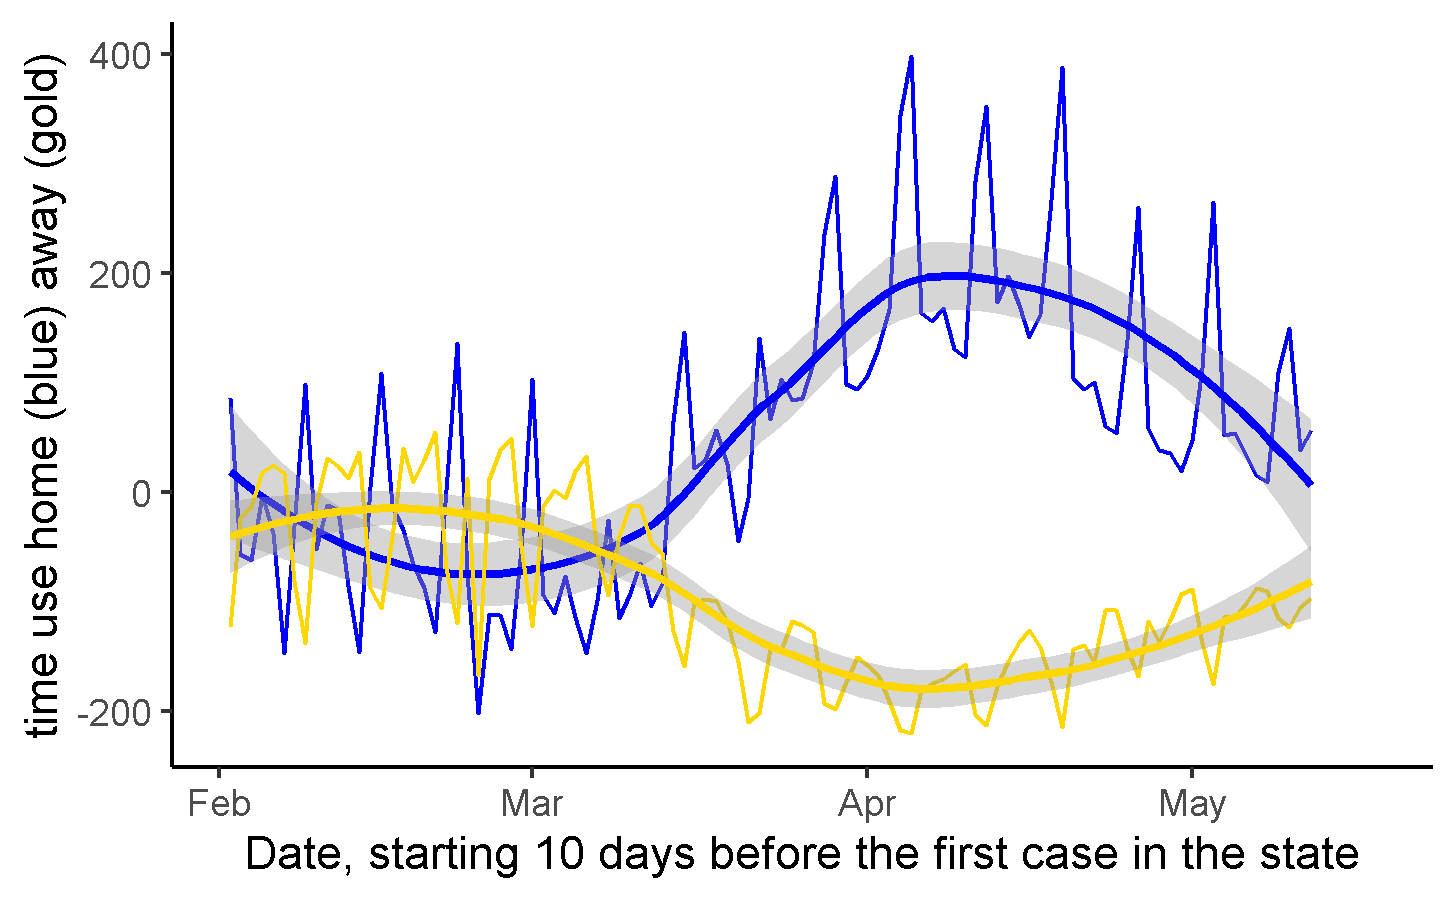 time use home (blue) away (gold)
400
200
0
-200
Feb
Mar
Apr
May
Date, starting 10 days before the first case in the state